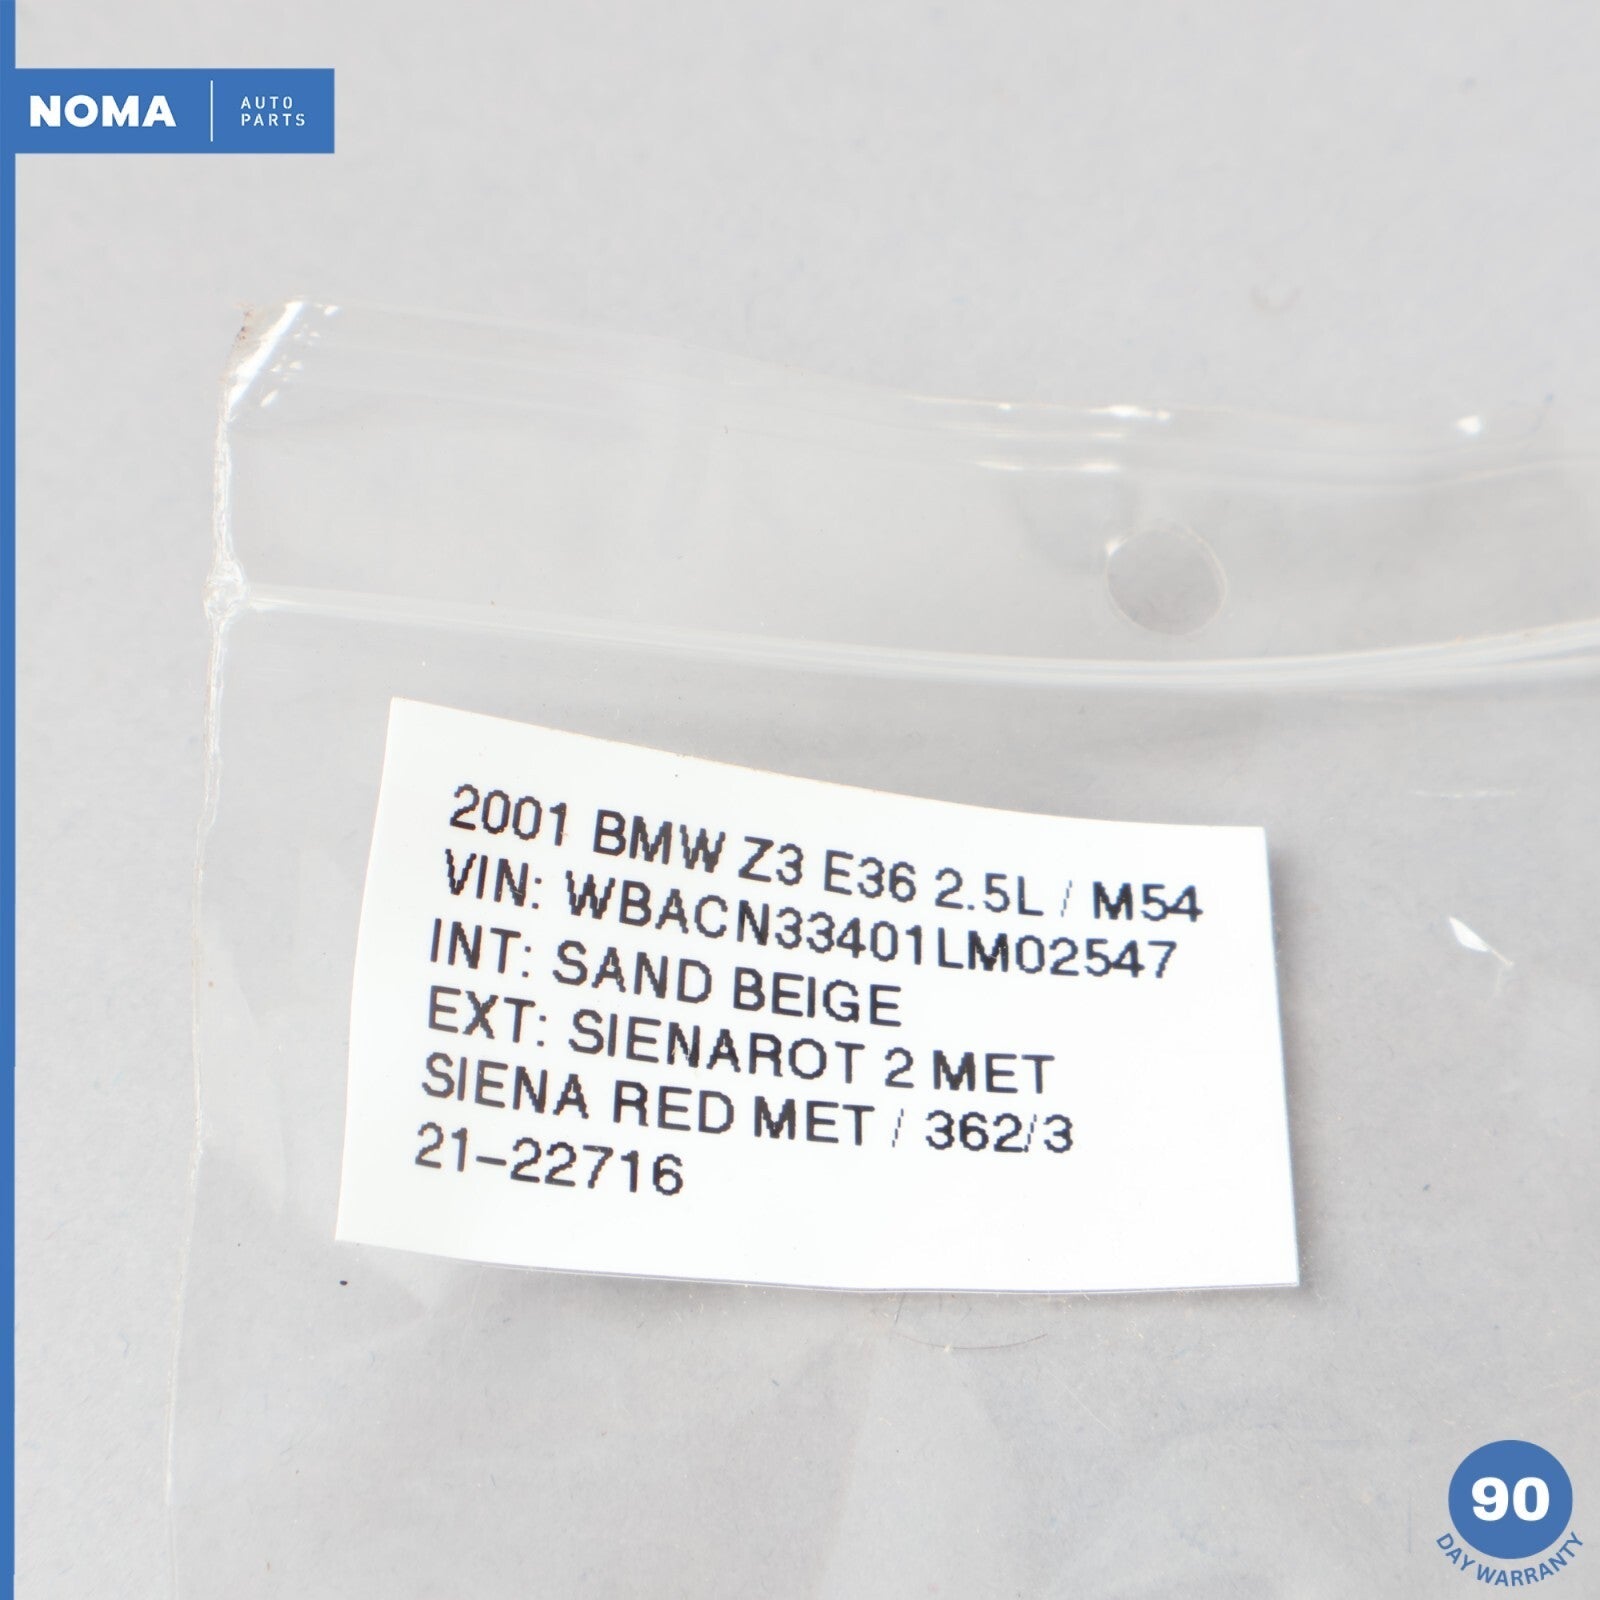 NOMA
AUTO
PARTS
2001 BMW Z3 E36 2.5L / M54
VIN: WBACN33401LM02547
INT: SAND BEIGE
EXT: SIENAROT 2 MET
SIENA RED MET / 362/3
21-22716
90
DAY WARRANTY